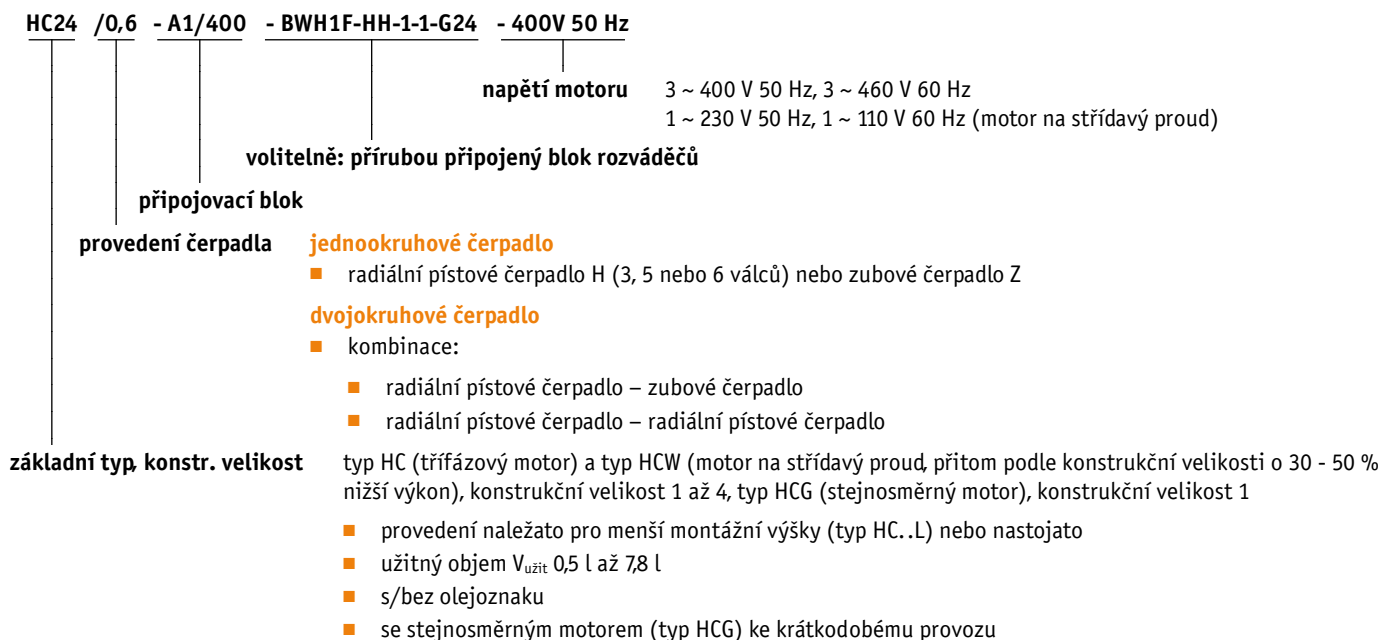 HC24 /0,6 - A1/400 - BWH1F-HH-1-1-G24 - 400V 50 Hz
napětí motoru 3 ~ 400 V 50 Hz, 3 ~ 460 V 60 Hz
1 ~ 230 V 50 Hz, 1 ~ 110 V 60 Hz (motor na střídavý proud)
volitelně: přírubou připojený blok rozváděčů
připojovací blok
provedení čerpadla jednookruhové čerpadlo
■ radiální pístové čerpadlo H (3, 5 nebo 6 válců) nebo zubové čerpadlo Z
dvojokruhové čerpadlo
■ kombinace:
■ radiální pístové čerpadlo – zubové čerpadlo
■ radiální pístové čerpadlo – radiální pístové čerpadlo
základní typ, konstr. velikost typ HC (třífázový motor) a typ HCW (motor na střídavý proud, přitom podle konstrukční velikosti o 30 - 50 %
nižší výkon), konstrukční velikost 1 až 4, typ HCG (stejnosměrný motor), konstrukční velikost 1
■ provedení naležato pro menší montážní výšky (typ HC..L) nebo nastojato
■ užitný objem Vužit 0,5 l až 7,8 l
■ s/bez olejoznaku
■ se stejnosměrným motorem (typ HCG) ke krátkodobému provozu